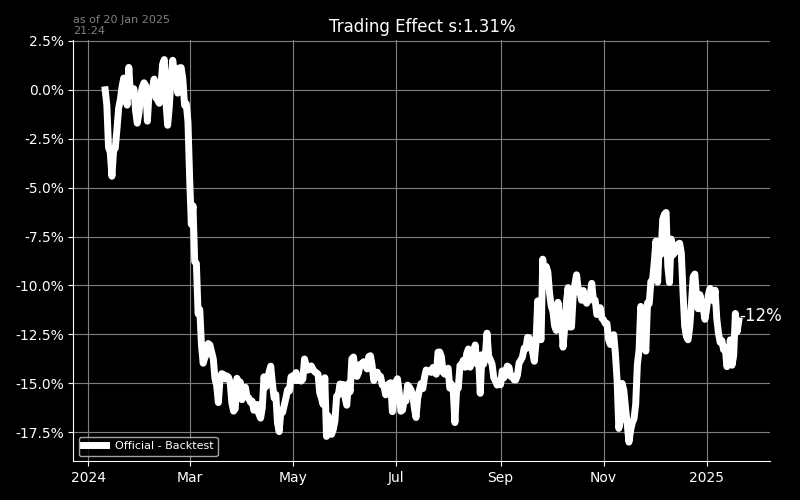 as of 20 Jan 2025
21:24
Trading Effect s:1.31%
2.5%
0.0%
-2.5%
-5.0%
-7.5%
-10.0%
-12.5%
-15.0%
-17.5%
-12%
Official - Backtest
2024 Mar May Jul Sep Nov 2025